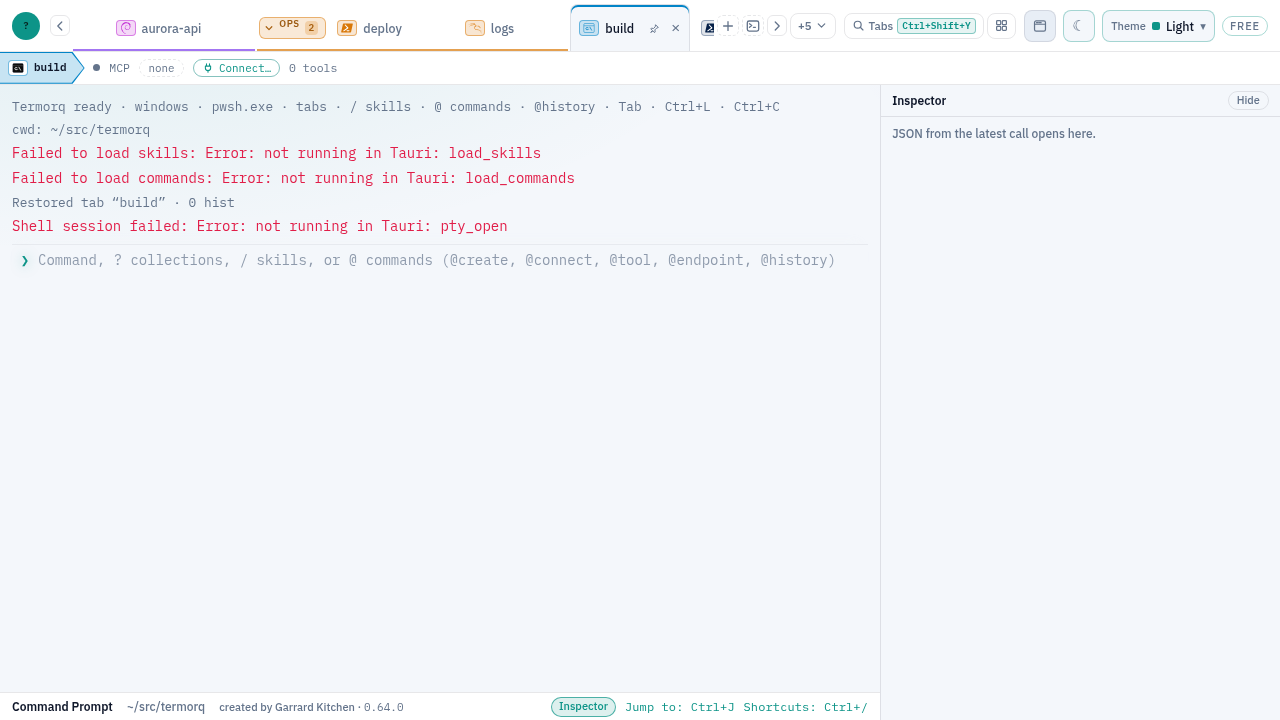 ? aurora-api OPS 2 deploy logs build +5 Tabs Ctrl+Shift+Y Theme Light FREE
build MCP none Connect… 0 tools
Termorq ready · windows · pwsh.exe · tabs · / skills · @ commands · @history · Tab · Ctrl+L · Ctrl+C
cwd: ~/src/termorq
Failed to load skills: Error: not running in Tauri: load_skills
Failed to load commands: Error: not running in Tauri: load_commands
Restored tab “build” · 0 hist
Shell session failed: Error: not running in Tauri: pty_open
❯ Command, ? collections, / skills, or @ commands (@create, @connect, @tool, @endpoint, @history)
Inspector Hide
JSON from the latest call opens here.
Command Prompt ~/src/termorq created by Garrard Kitchen · 0.64.0 Inspector Jump to: Ctrl+J Shortcuts: Ctrl+/